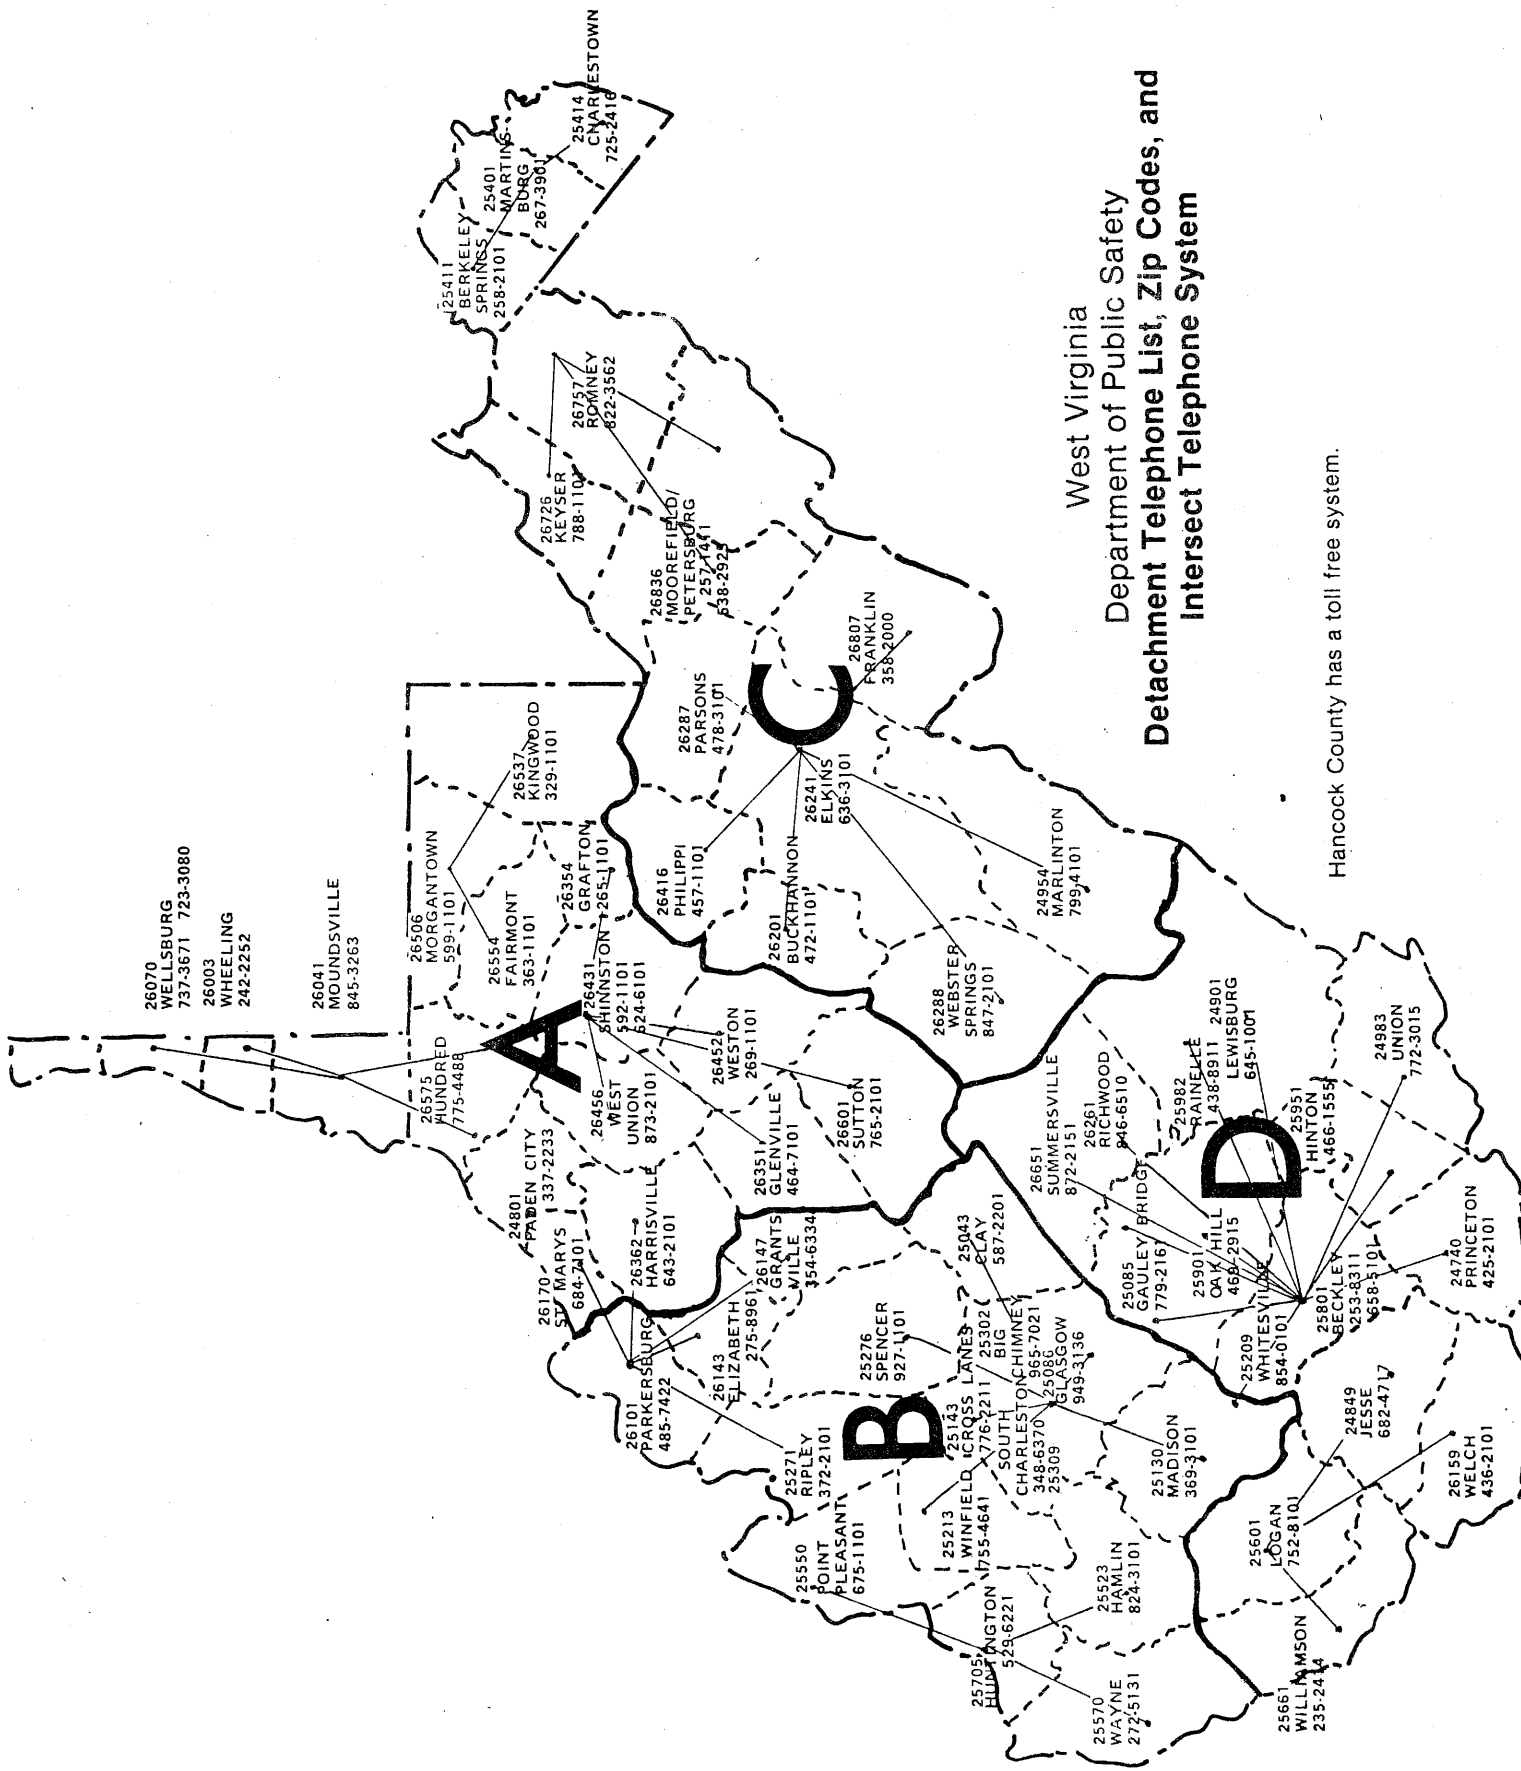 West Virginia
Department of Public Safety
Detachment Telephone List, Zip Codes, and
Intersect Telephone System
Hancock County has a toll free system.
A
26070
WELLSBURG
737-3671 723-3080
26003
WHEELING
242-2252
26041
MOUNDSVILLE
845-3263
26575
HUNDRED
775-4488
26506
MORGANTOWN
599-1101
26554
FAIRMONT
363-1101
26537
KINGWOOD
329-1101
26354
GRAFTON
265-1101
26431
SHINNSTON
592-1101
624-6101
26456
WEST
UNION
873-2101
26452
WESTON
269-1101
26351
GLENVILLE
464-7101
26601
SUTTON
765-2101
24801
PADEN CITY
337-2233
26170
ST. MARYS
684-7101
26362
HARRISVILLE
643-2101
B
26101
PARKERSBURG
485-7422
26143
ELIZABETH
275-8961
26147
GRANTS
VILLE
354-6334
25271
RIPLEY
372-2101
25276
SPENCER
927-1101
25043
CLAY
587-2201
25550
POINT
PLEASANT
675-1101
25213
WINFIELD
755-4641
25143
CROSS LANES
776-2211
SOUTH
CHARLESTON
348-6370
25309
25302
BIG
CHIMNEY
965-7021
25086
GLASGOW
949-3136
25130
MADISON
369-3101
25705
HUNTINGTON
529-6221
25523
HAMLIN
824-3101
25570
WAYNE
272-5131
C
25411
BERKELEY
SPRINGS
258-2101
25401
MARTINS
BURG
267-3901
25414
CHARLESTOWN
725-2416
26757
ROMNEY
822-3562
26726
KEYSER
788-1101
26836
MOOREFIELD/
PETERSBURG
257-1411
538-2925
26287
PARSONS
478-3101
26807
FRANKLIN
358-2000
26241
ELKINS
636-3101
26416
PHILIPPI
457-1101
26201
BUCKHANNON
472-1101
26288
WEBSTER
SPRINGS
847-2101
24954
MARLINTON
799-4101
D
26651
SUMMERSVILLE
872-2151
26261
RICHWOOD
846-6510
25982
RAINELLE
438-8911
24901
LEWISBURG
645-1001
25951
HINTON
466-1555
24983
UNION
772-3015
25085
GAULEY BRIDGE
779-2161
25901
OAK HILL
469-2915
25209
WHITESVILLE
854-0101
25801
BECKLEY
253-8311
658-5101
24740
PRINCETON
425-2101
24849
JESSE
682-4717
26159
WELCH
436-2101
25601
LOGAN
752-8101
25661
WILLIAMSON
235-2414